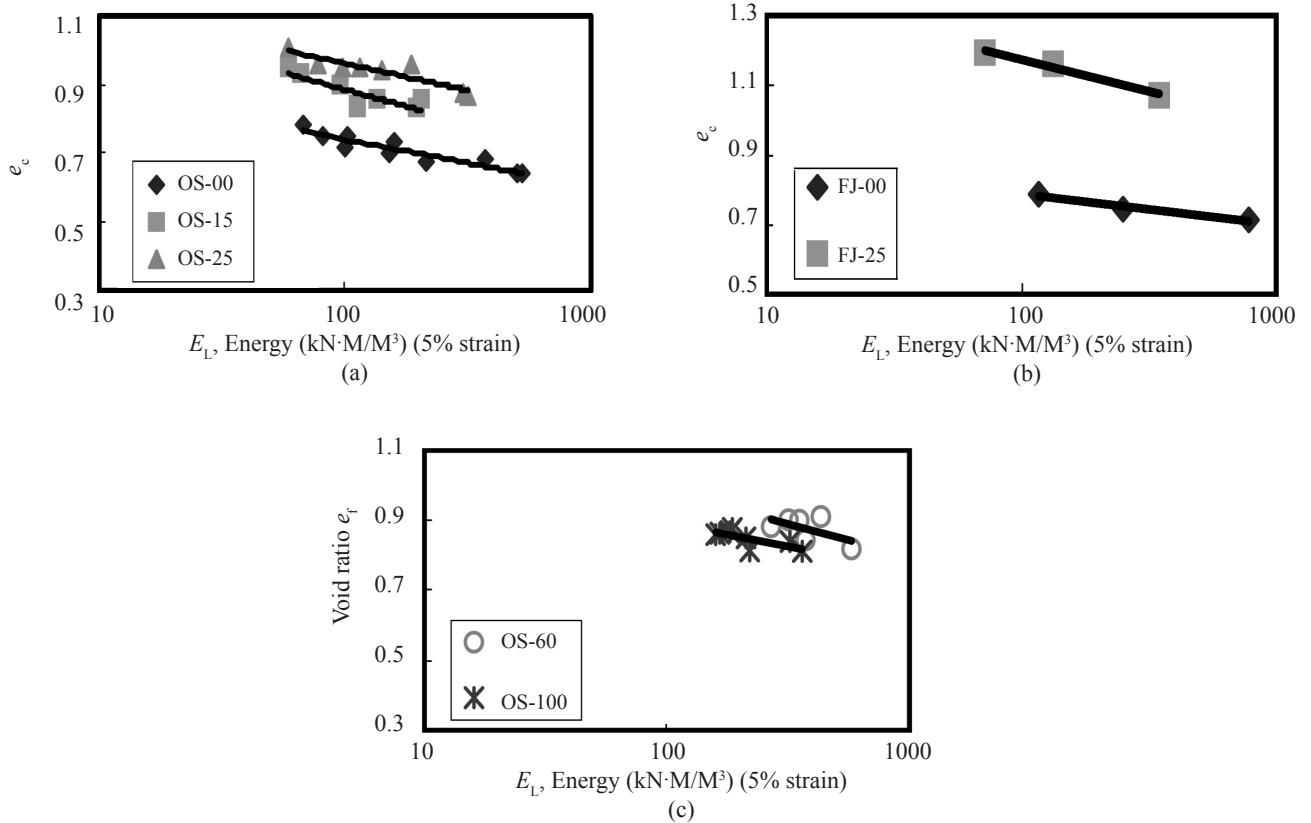 1.1
0.9
0.7
0.5
0.3
e_c
OS-00
OS-15
OS-25
10 100 1000
E_L, Energy (kN·M/M³) (5% strain)
(a)
1.3
1.1
0.9
0.7
0.5
e_c
FJ-00
FJ-25
10 100 1000
E_L, Energy (kN·M/M³) (5% strain)
(b)
1.1
0.9
0.7
0.5
0.3
Void ratio e_f
OS-60
OS-100
10 100 1000
E_L, Energy (kN·M/M³) (5% strain)
(c)